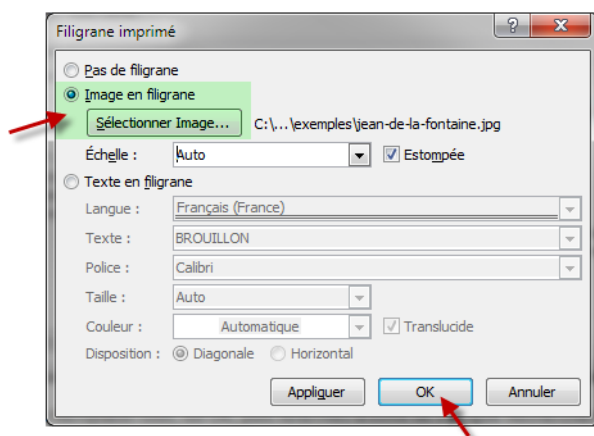 Filigrane imprimé
Pas de filigrane
Image en filigrane
Sélectionner Image... C:\...\exemples\jean-de-la-fontaine.jpg
Échelle : Auto Estompée
Texte en filigrane
Langue : Français (France)
Texte : BROUILLON
Police : Calibri
Taille : Auto
Couleur : Automatique Translucide
Disposition : Diagonale Horizontal
Appliquer OK Annuler